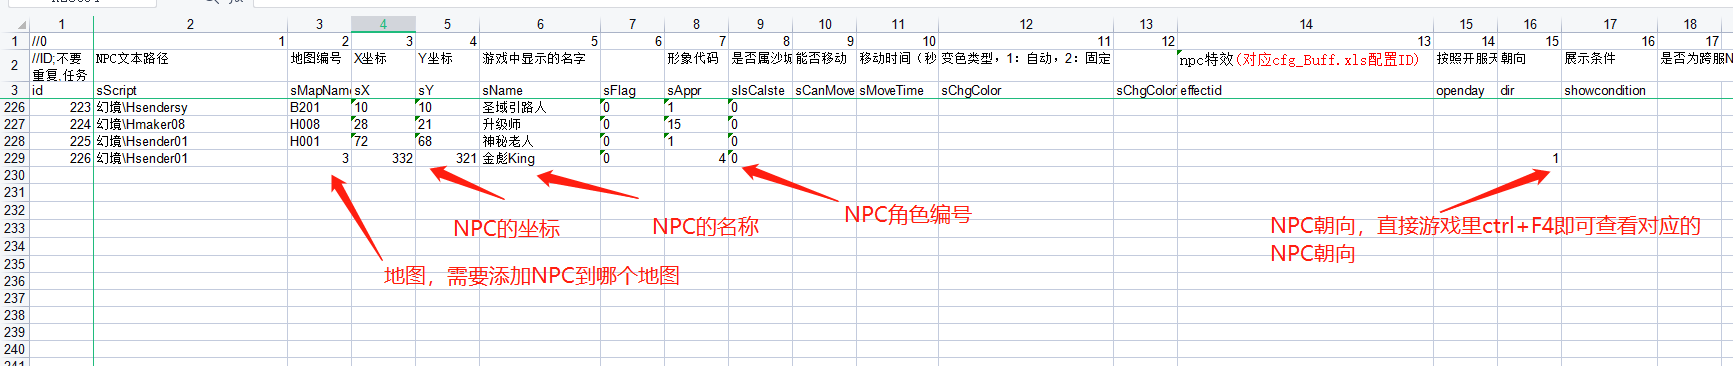 1 2 3 4 5 6 7 8 9 10 11 12 13 14 15 16 17 18
1 //0 1 2 3 4 5 6 7 8 9 10 11 12 13 14 15 16 17
2 //ID;不要重复,任务 NPC文本路径 地图编号 X坐标 Y坐标 游戏中显示的名字 形象代码 是否属沙城 能否移动 移动时间（秒 变色类型, 1: 自动, 2: 固定 npc特效(对应cfg_Buff.xls配置ID) 按照开服天 朝向 展示条件 是否为跨服N
3 id sScript sMapName sX sY sName sFlag sAppr sIsCalste sCanMove sMoveTime sChgColor sChgColor effectid openday dir showcondition
226 223 幻境\Hsendersy B201 10 10 圣域引路人 0 1 0
227 224 幻境\Hmaker08 H008 28 21 升级师 0 15 0
228 225 幻境\Hsender01 H001 72 68 神秘老人 0 1 0
229 226 幻境\Hsender01 3 332 321 金彪King 0 4 0 1
230
231
232
233
234
235
236
237
238
239
240
地图，需要添加NPC到哪个地图
NPC的坐标
NPC的名称
NPC角色编号
NPC朝向，直接游戏里ctrl+F4即可查看对应的
NPC朝向